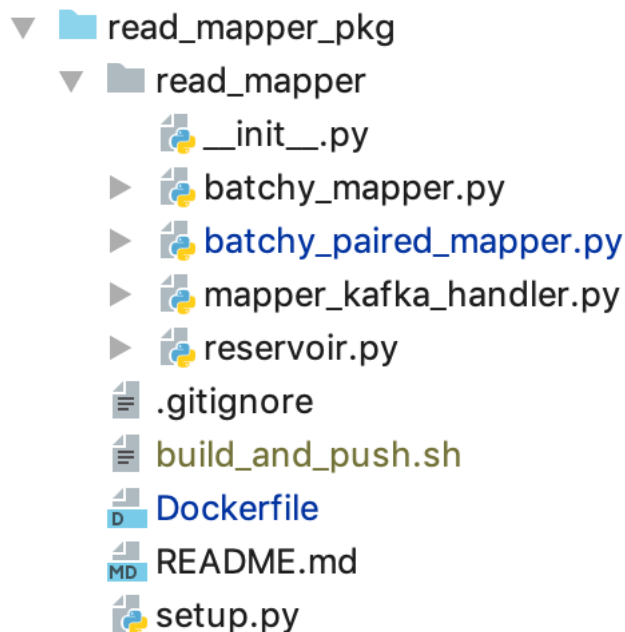 read_mapper_pkg
read_mapper
__init__.py
batchy_mapper.py
batchy_paired_mapper.py
mapper_kafka_handler.py
reservoir.py
.gitignore
build_and_push.sh
D Dockerfile
MD README.md
setup.py